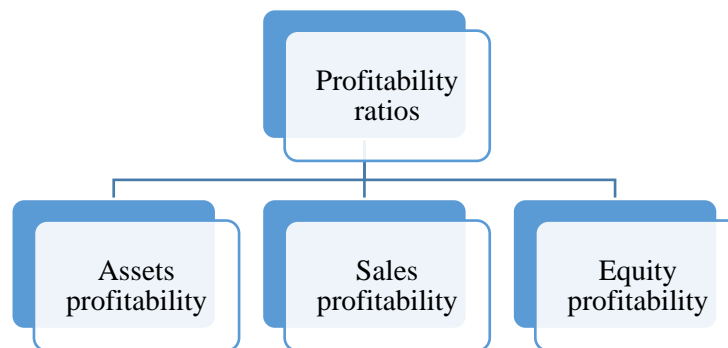 Profitability
ratios
Assets
profitability
Sales
profitability
Equity
profitability